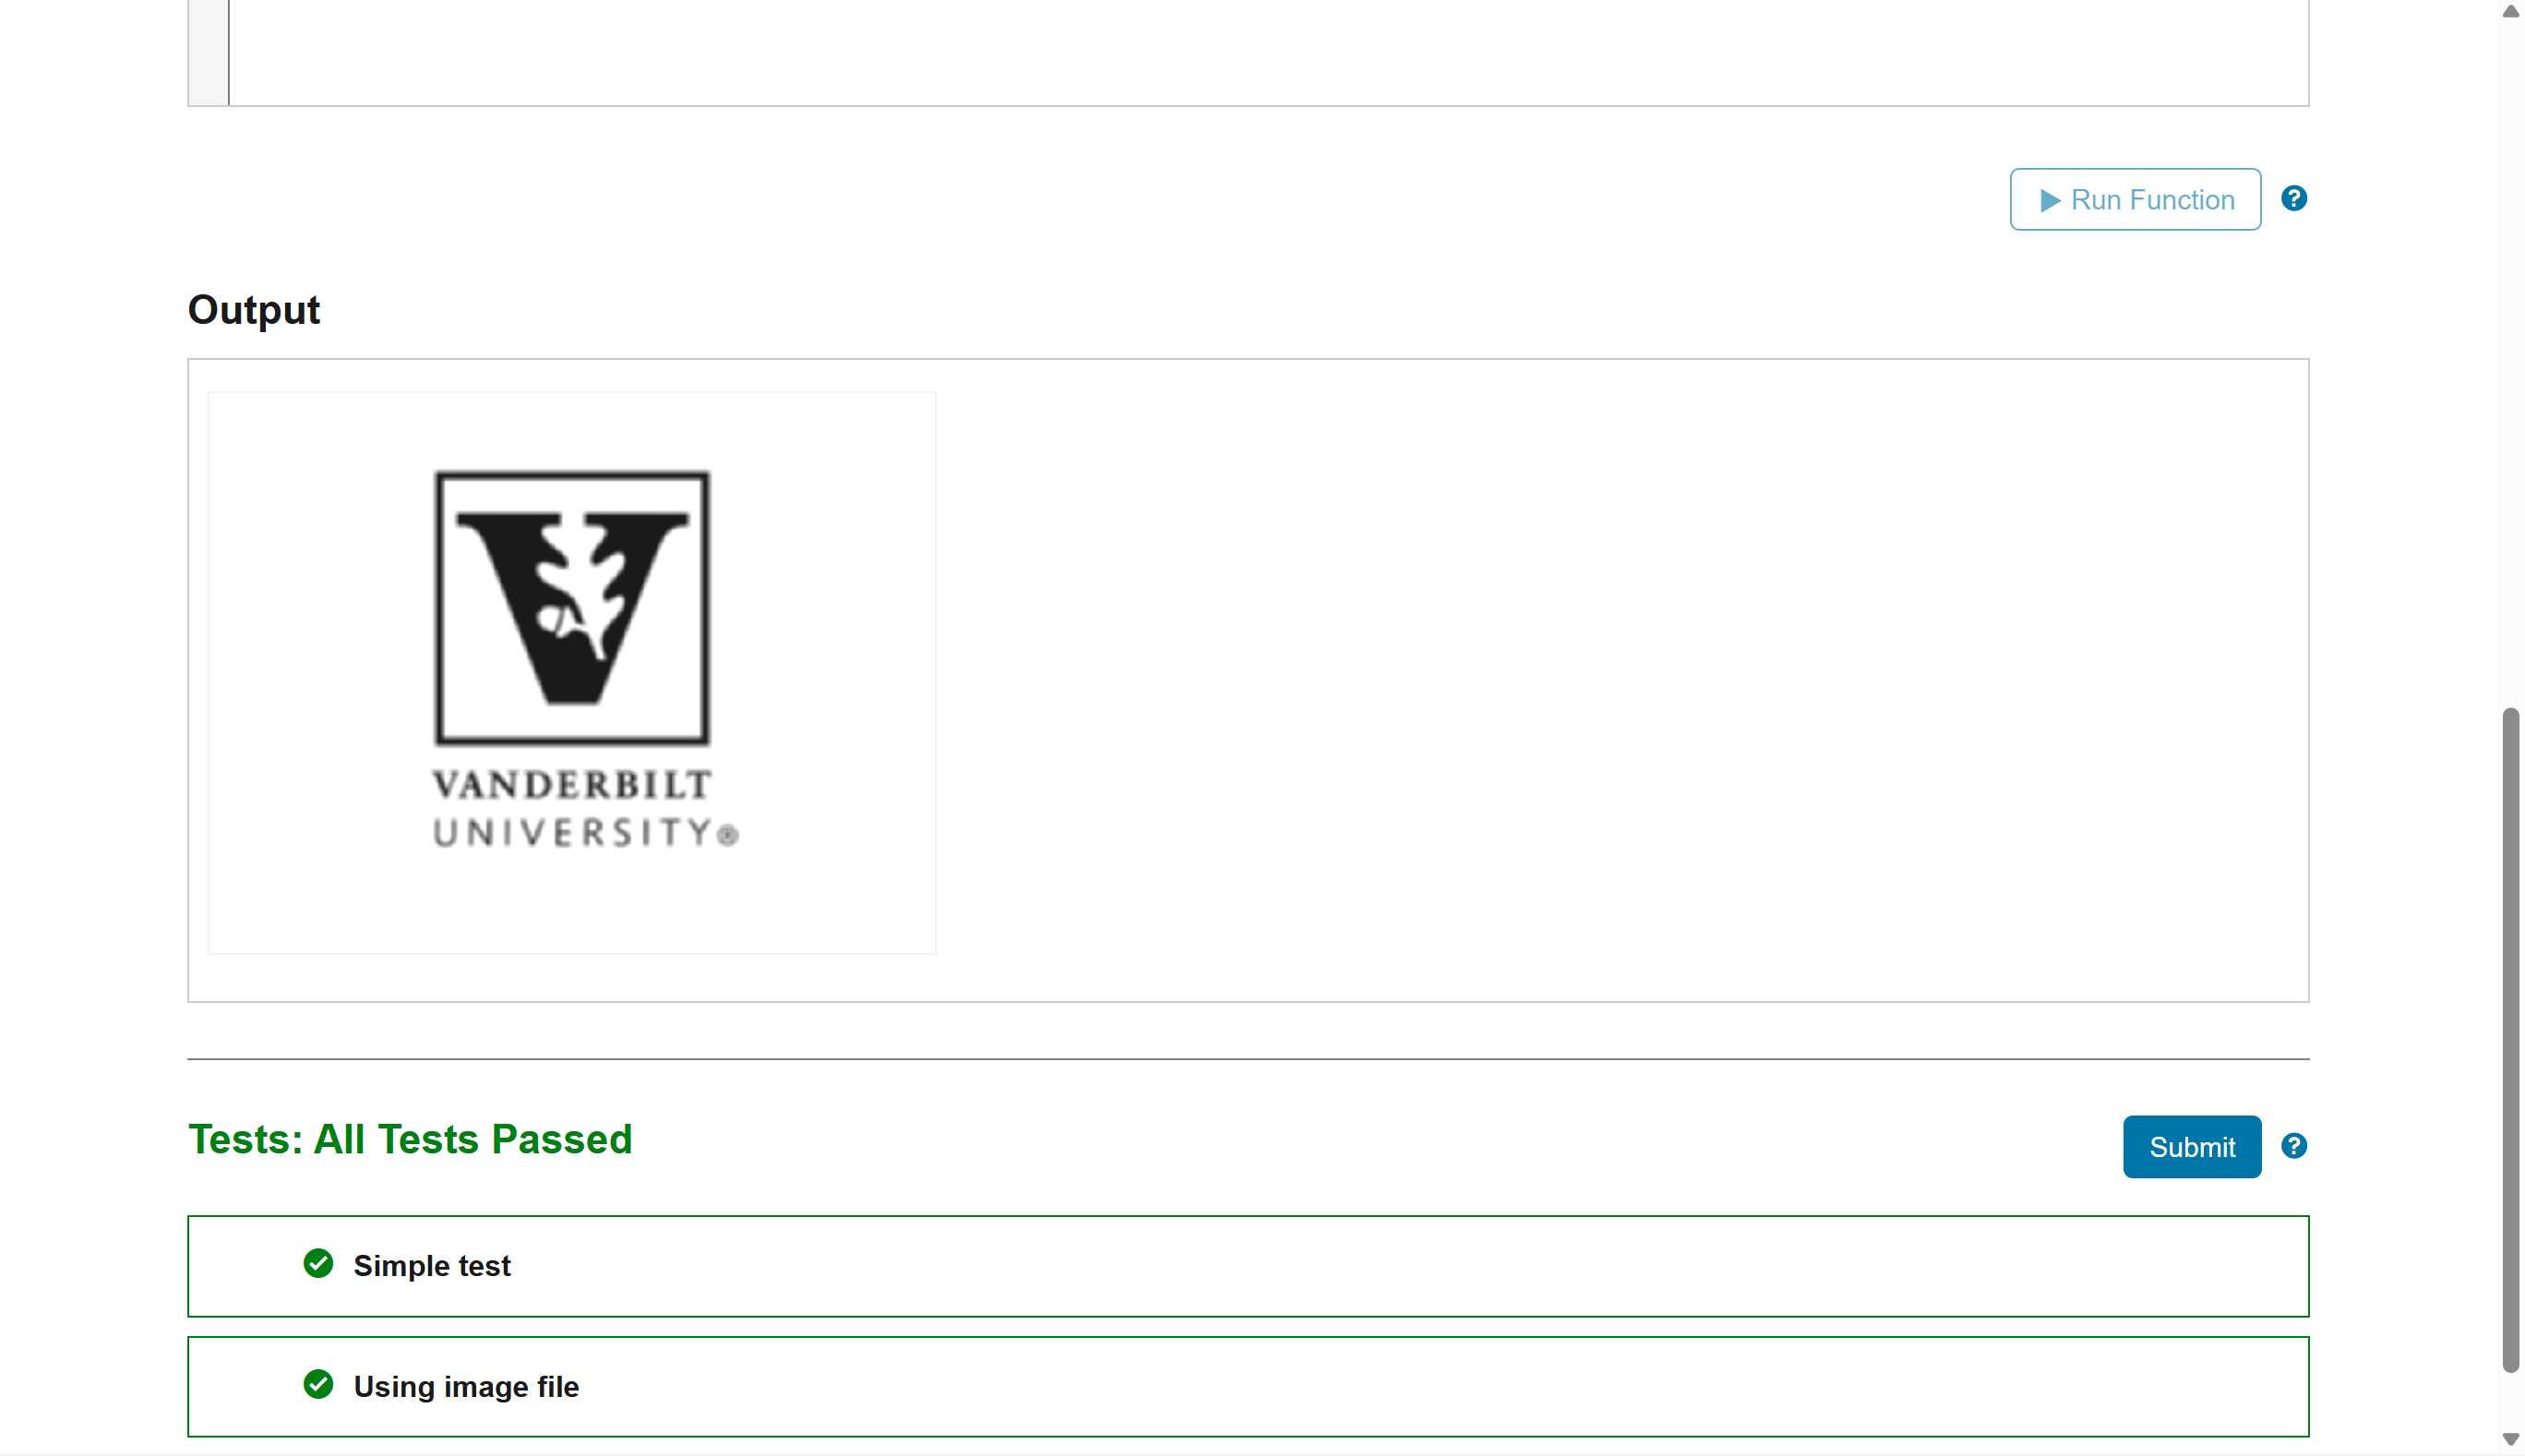 Run Function
Output
VANDERBILT
UNIVERSITY®
Tests: All Tests Passed
Submit
Simple test
Using image file